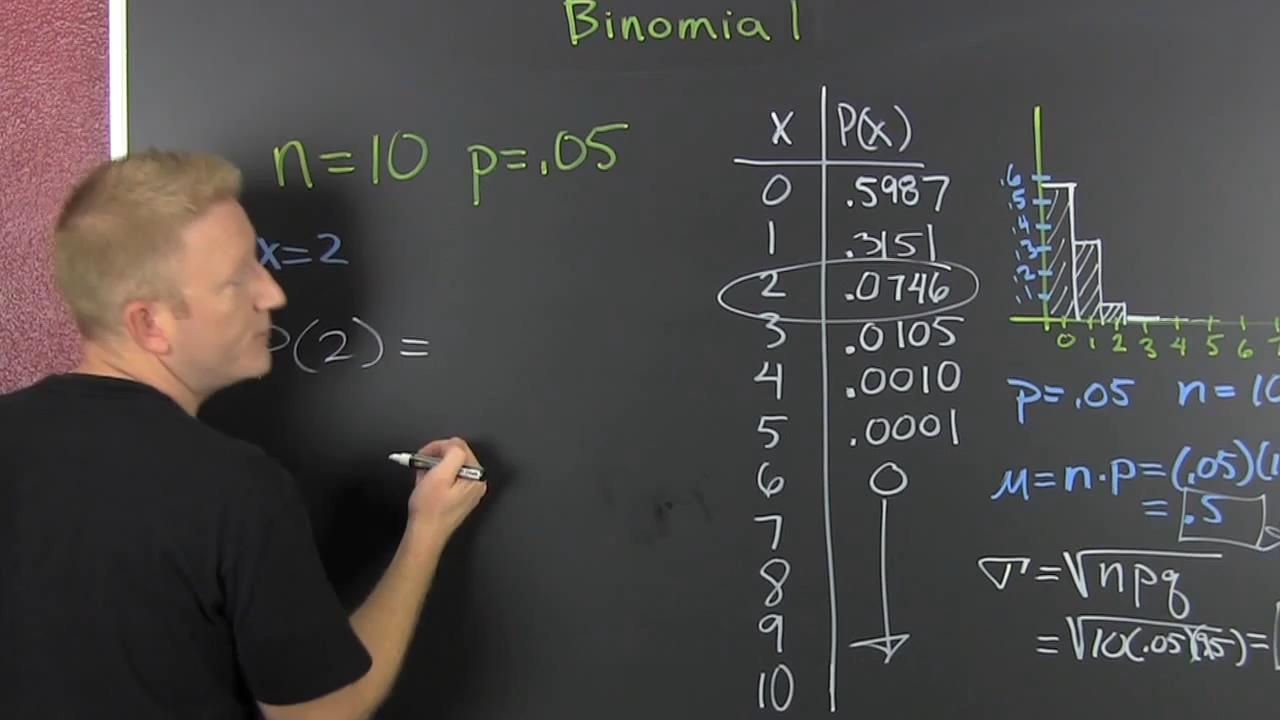 Binomial
n=10 p=.05
x=2
P(2)=
x P(x)
0 .5987
1 .3151
2 .0746
3 .0105
4 .0010
5 .0001
6 0
7
8
9
10
.6
.5
.4
.3
.2
.1
0 1 2 3 4 5 6
p=.05 n=10
μ=n·p=(.05)(1
=.5
σ=√npq
=√10(.05)(.95)=